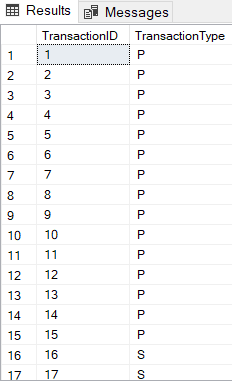 Results Messages
TransactionID TransactionType
1 1 P
2 2 P
3 3 P
4 4 P
5 5 P
6 6 P
7 7 P
8 8 P
9 9 P
10 10 P
11 11 P
12 12 P
13 13 P
14 14 P
15 15 P
16 16 S
17 17 S